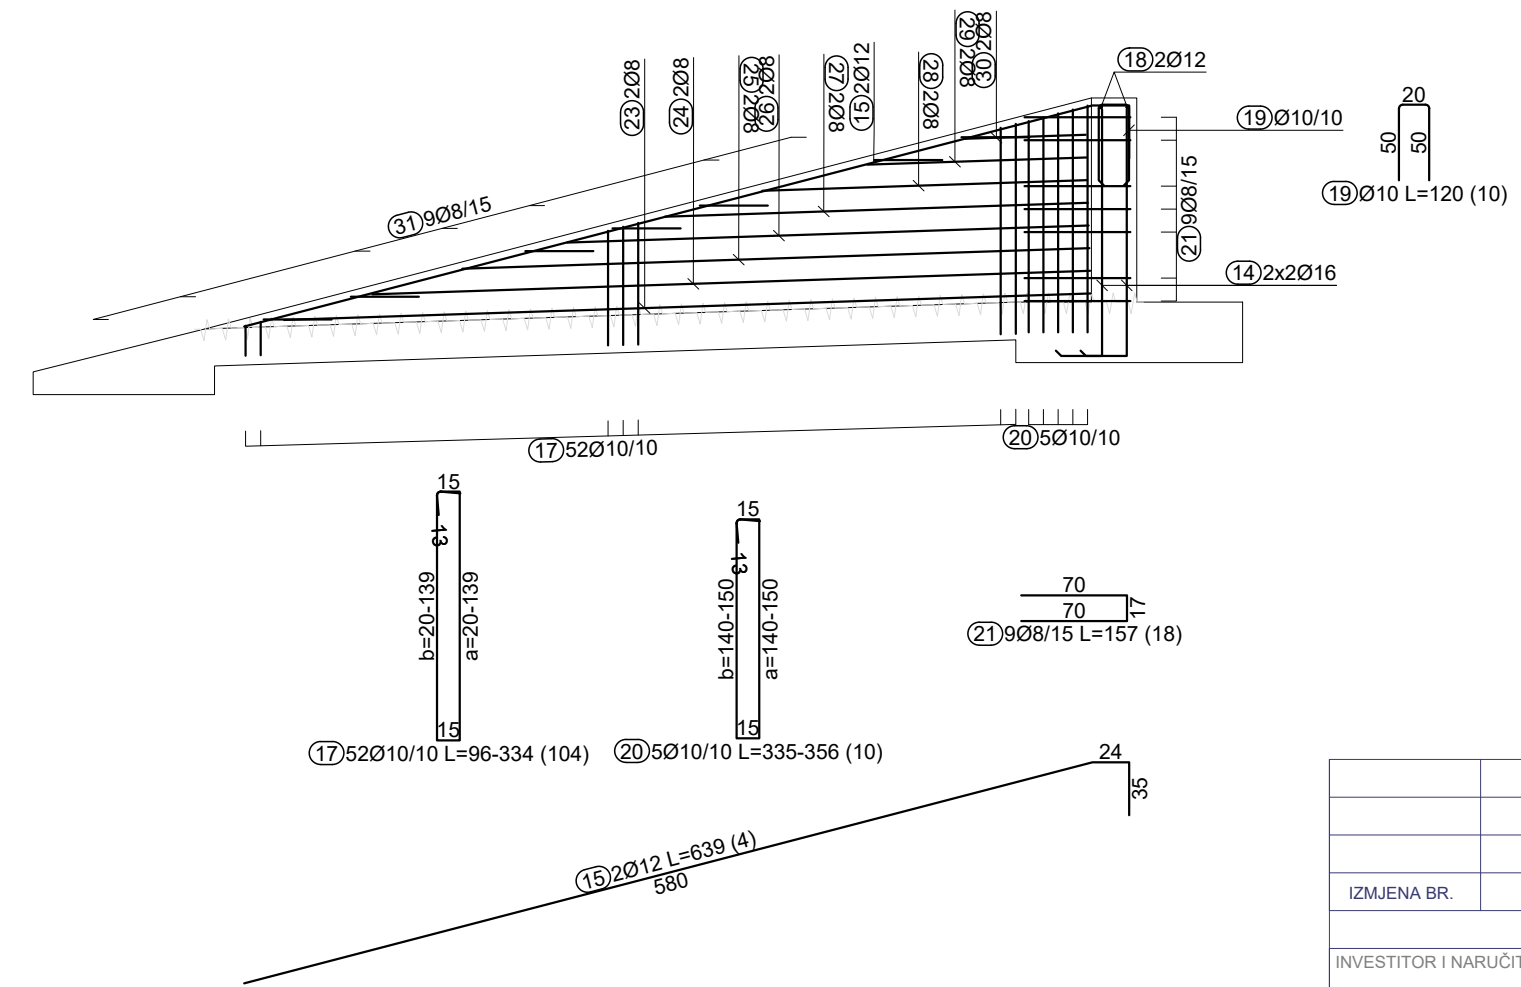 23 2Ø8
24 2Ø8
25 2Ø8
26 2Ø8
27 2Ø8
15 2Ø12
28 2Ø8
29 2Ø8
30 2Ø8
18 2Ø12
19 Ø10/10
20
50
50
19 Ø10 L=120 (10)
31 9Ø8/15
21 9Ø8/15
14 2x2Ø16
17 52Ø10/10
20 5Ø10/10
15
13
b=20-139
a=20-139
15
17 52Ø10/10 L=96-334 (104)
15
13
b=140-150
a=140-150
15
20 5Ø10/10 L=335-356 (10)
70
70
17
21 9Ø8/15 L=157 (18)
24
35
15 2Ø12 L=639 (4)
580
IZMJENA BR.